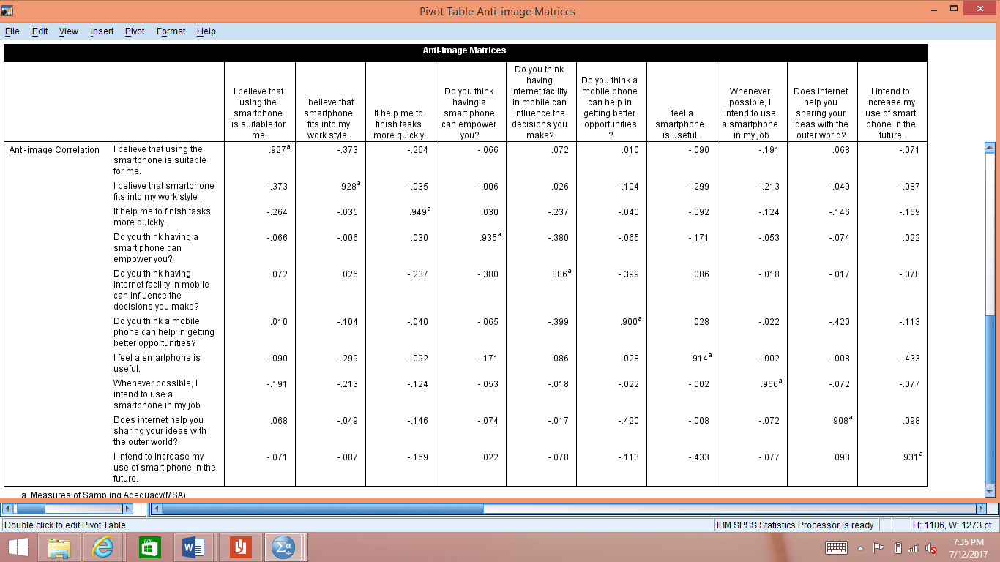 Pivot Table Anti-image Matrices
File Edit View Insert Pivot Format Help
Anti-image Matrices
I believe that
using the
smartphone
is suitable for
me.
I believe that
smartphone
fits into my
work style .
It help me to
finish tasks
more quickly.
Do you think
having a
smart phone
can empower
you?
Do you think
having
internet facility
in mobile can
influence the
decisions you
make?
Do you think a
mobile phone
can help in
getting better
opportunities
?
I feel a
smartphone
is useful.
Whenever
possible, I
intend to use
a smartphone
in my job
Does internet
help you
sharing your
ideas with the
outer world?
I intend to
increase my
use of smart
phone In the
future.
Anti-image Correlation I believe that using the .927a -.373 -.264 -.066 .072 .010 -.090 -.191 .068 -.071
smartphone is suitable
for me.
I believe that smartphone -.373 .928a -.035 -.006 .026 -.104 -.299 -.213 -.049 -.087
fits into my work style .
It help me to finish tasks -.264 -.035 .949a .030 -.237 -.040 -.092 -.124 -.146 -.169
more quickly.
Do you think having a -.066 -.006 .030 .935a -.380 -.065 -.171 -.053 -.074 .022
smart phone can
empower you?
Do you think having .072 .026 -.237 -.380 .886a -.399 .086 -.018 -.017 -.078
internet facility in mobile
can influence the
decisions you make?
Do you think a mobile .010 -.104 -.040 -.065 -.399 .900a .028 -.022 -.420 -.113
phone can help in getting
better opportunities?
I feel a smartphone is -.090 -.299 -.092 -.171 .086 .028 .914a -.002 -.008 -.433
useful.
Whenever possible, I -.191 -.213 -.124 -.053 -.018 -.022 -.002 .966a -.072 -.077
intend to use a
smartphone in my job
Does internet help you .068 -.049 -.146 -.074 -.017 -.420 -.008 -.072 .908a .098
sharing your ideas with
the outer world?
I intend to increase my -.071 -.087 -.169 .022 -.078 -.113 -.433 -.077 .098 .931a
use of smart phone In the
future.
a. Measures of Sampling Adequacy(MSA)
Double click to edit Pivot Table IBM SPSS Statistics Processor is ready H: 1106, W: 1273 pt.
7:35 PM
7/12/2017